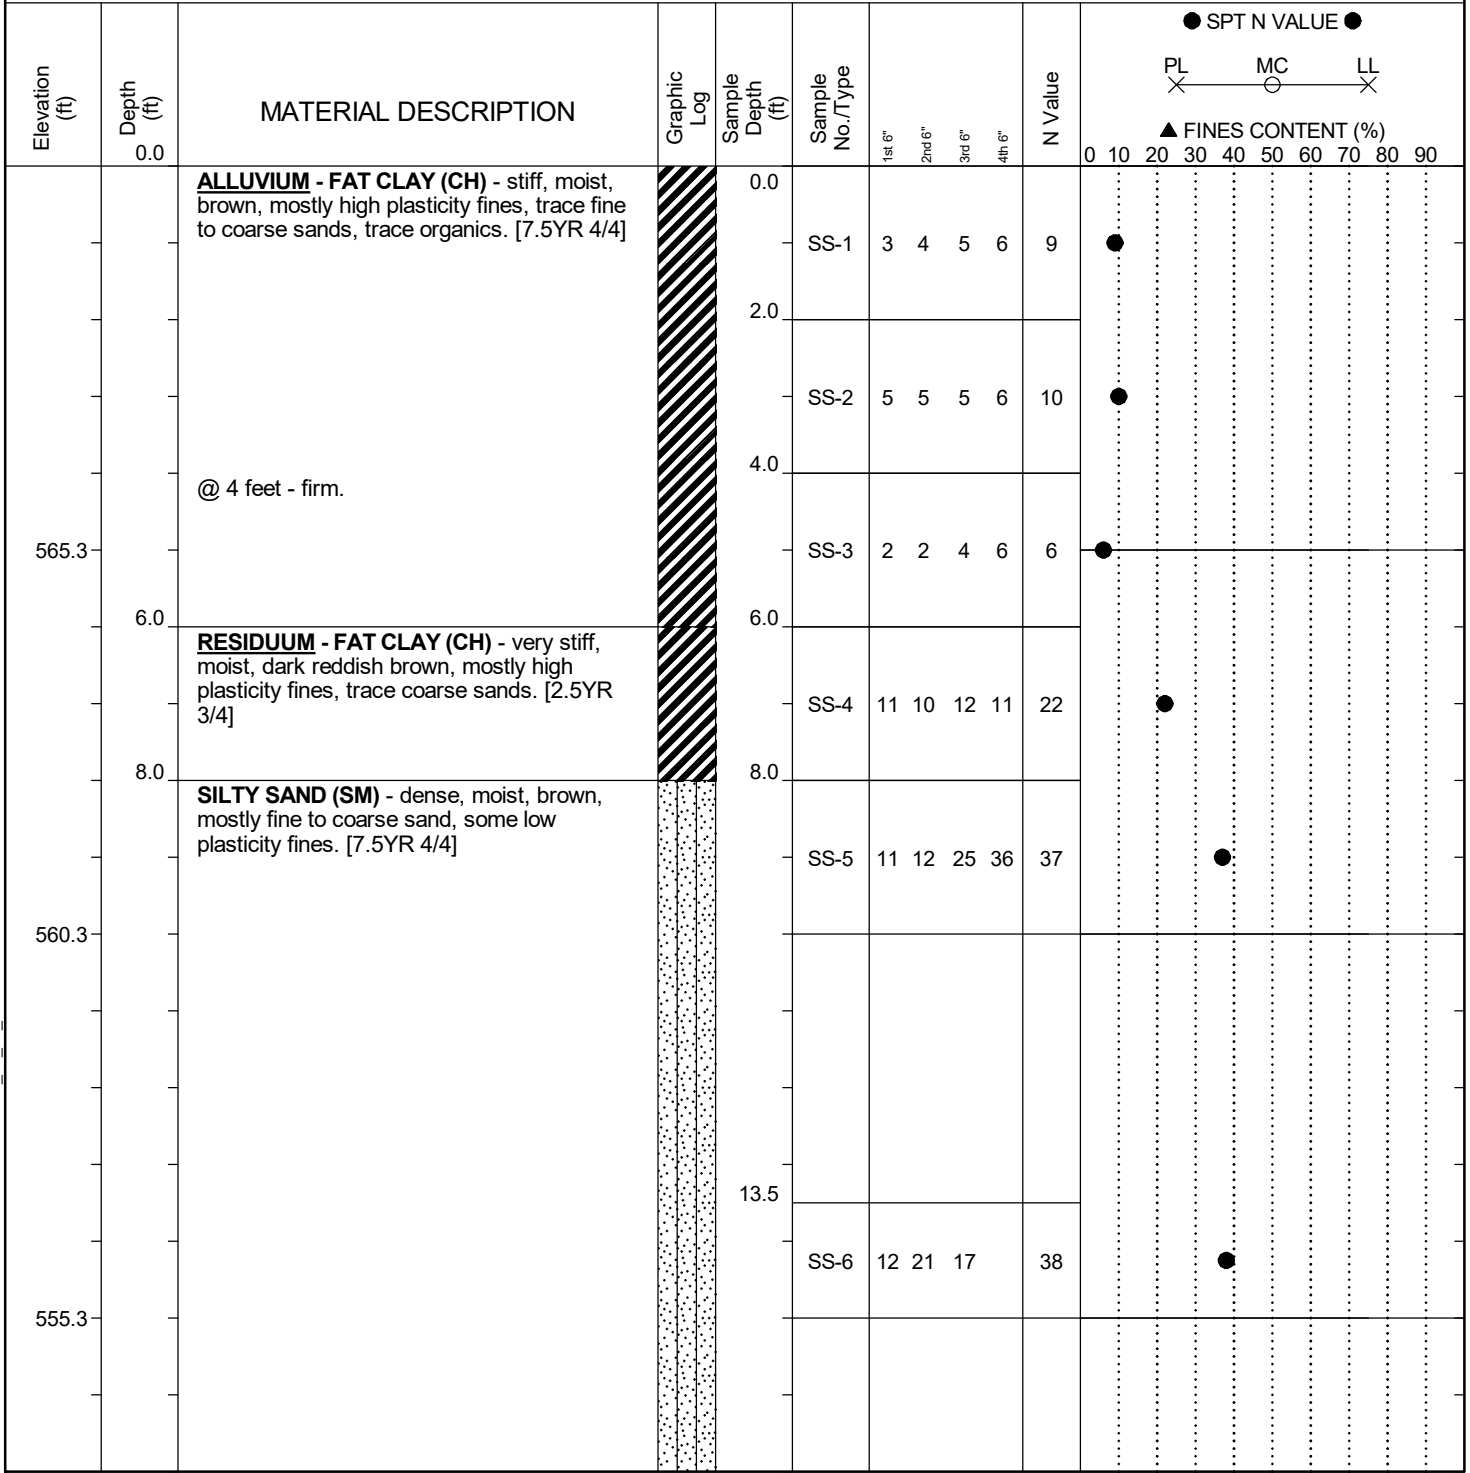 ● SPT N VALUE ●
PL MC LL
▲ FINES CONTENT (%)
0 10 20 30 40 50 60 70 80 90
Elevation
(ft)
Depth
(ft)
0.0
MATERIAL DESCRIPTION
Graphic
Log
Sample
Depth
(ft)
Sample
No./Type
1st 6"
2nd 6"
3rd 6"
4th 6"
N Value
ALLUVIUM - FAT CLAY (CH) - stiff, moist,
brown, mostly high plasticity fines, trace fine
to coarse sands, trace organics. [7.5YR 4/4]
0.0
SS-1 3 4 5 6 9
2.0
SS-2 5 5 5 6 10
4.0
@ 4 feet - firm.
565.3
SS-3 2 2 4 6 6
6.0
6.0
RESIDUUM - FAT CLAY (CH) - very stiff,
moist, dark reddish brown, mostly high
plasticity fines, trace coarse sands. [2.5YR
3/4]
SS-4 11 10 12 11 22
8.0
8.0
SILTY SAND (SM) - dense, moist, brown,
mostly fine to coarse sand, some low
plasticity fines. [7.5YR 4/4]
SS-5 11 12 25 36 37
560.3
13.5
SS-6 12 21 17 38
555.3